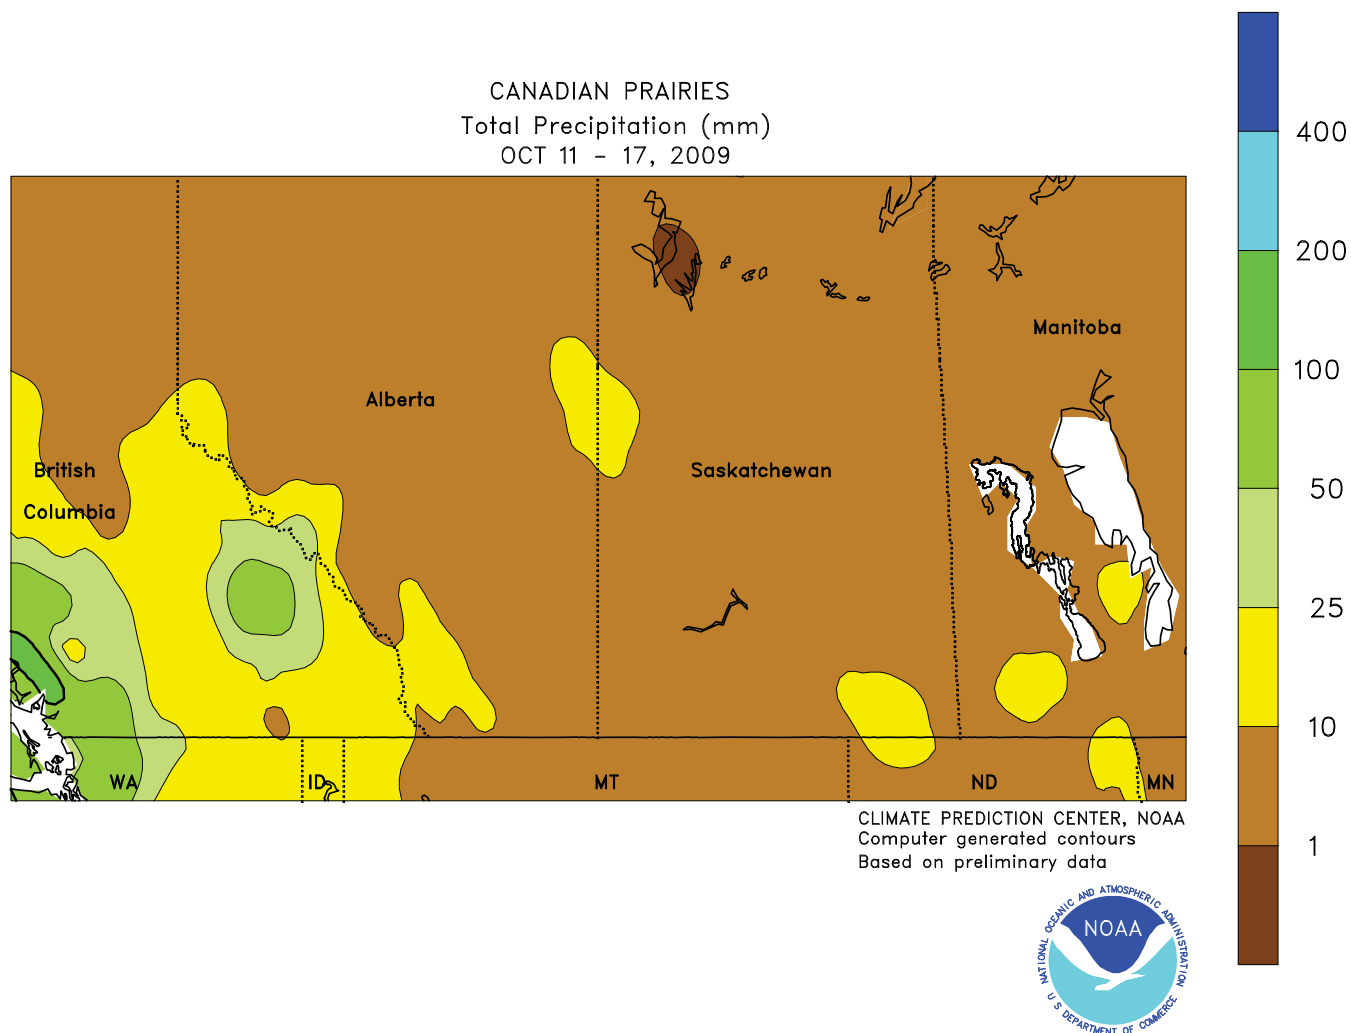 CANADIAN PRAIRIES
Total Precipitation (mm)
OCT 11 - 17, 2009
400
200
100
50
25
10
1
Manitoba
Alberta
British
Columbia
Saskatchewan
WA
ID
MT
ND
MN
CLIMATE PREDICTION CENTER, NOAA
Computer generated contours
Based on preliminary data
NATIONAL OCEANIC AND ATMOSPHERIC ADMINISTRATION
NOAA
U S DEPARTMENT OF COMMERCE